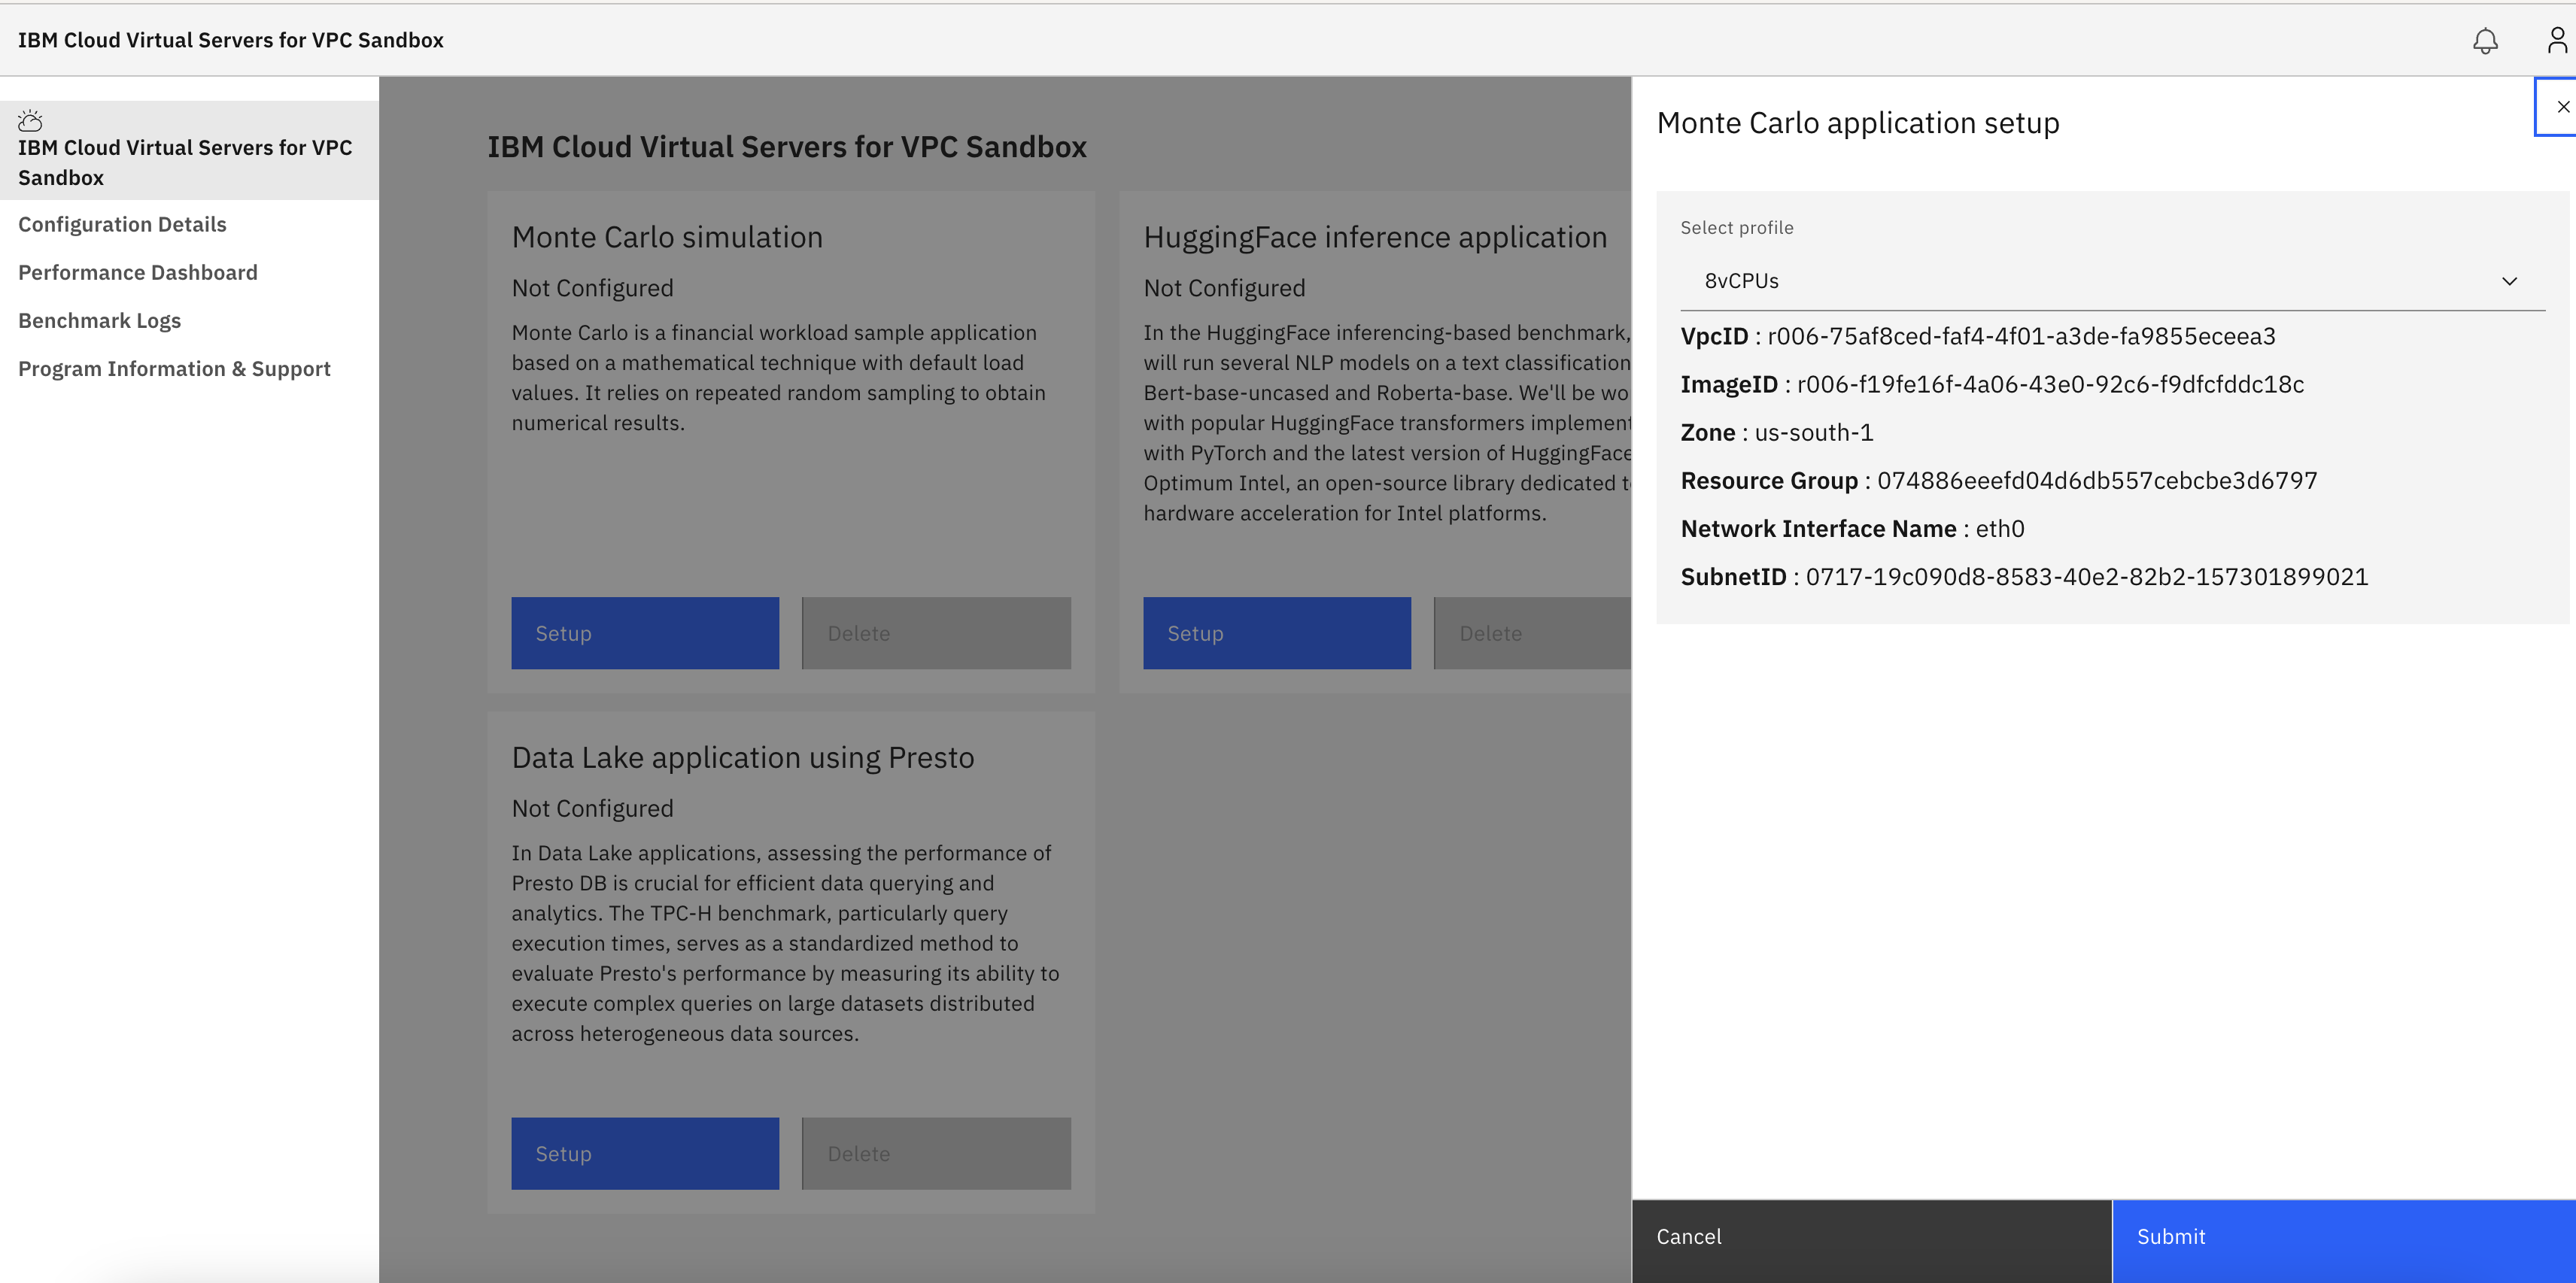 IBM Cloud Virtual Servers for VPC Sandbox
IBM Cloud Virtual Servers for VPC
Sandbox
Configuration Details
Performance Dashboard
Benchmark Logs
Program Information & Support
IBM Cloud Virtual Servers for VPC Sandbox
Monte Carlo simulation
Not Configured
Monte Carlo is a financial workload sample application
based on a mathematical technique with default load
values. It relies on repeated random sampling to obtain
numerical results.
Setup
Delete
HuggingFace inference application
Not Configured
In the HuggingFace inferencing-based benchmark,
will run several NLP models on a text classification
Bert-base-uncased and Roberta-base. We'll be wo
with popular HuggingFace transformers implement
with PyTorch and the latest version of HuggingFace
Optimum Intel, an open-source library dedicated t
hardware acceleration for Intel platforms.
Setup
Delete
Data Lake application using Presto
Not Configured
In Data Lake applications, assessing the performance of
Presto DB is crucial for efficient data querying and
analytics. The TPC-H benchmark, particularly query
execution times, serves as a standardized method to
evaluate Presto's performance by measuring its ability to
execute complex queries on large datasets distributed
across heterogeneous data sources.
Setup
Delete
Monte Carlo application setup
Select profile
8vCPUs
VpcID : r006-75af8ced-faf4-4f01-a3de-fa9855eceea3
ImageID : r006-f19fe16f-4a06-43e0-92c6-f9dfcfddc18c
Zone : us-south-1
Resource Group : 074886eeefd04d6db557cebcbe3d6797
Network Interface Name : eth0
SubnetID : 0717-19c090d8-8583-40e2-82b2-157301899021
Cancel
Submit